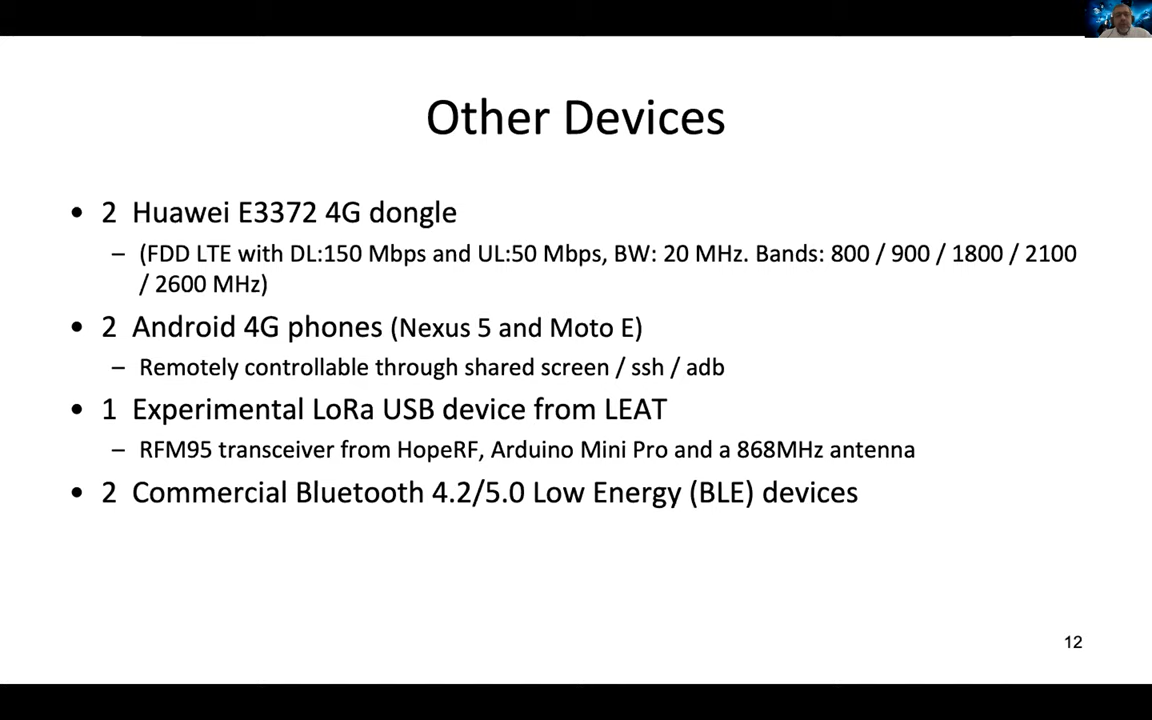 Other Devices
• 2 Huawei E3372 4G dongle
– (FDD LTE with DL:150 Mbps and UL:50 Mbps, BW: 20 MHz. Bands: 800 / 900 / 1800 / 2100
/ 2600 MHz)
• 2 Android 4G phones (Nexus 5 and Moto E)
– Remotely controllable through shared screen / ssh / adb
• 1 Experimental LoRa USB device from LEAT
– RFM95 transceiver from HopeRF, Arduino Mini Pro and a 868MHz antenna
• 2 Commercial Bluetooth 4.2/5.0 Low Energy (BLE) devices
12